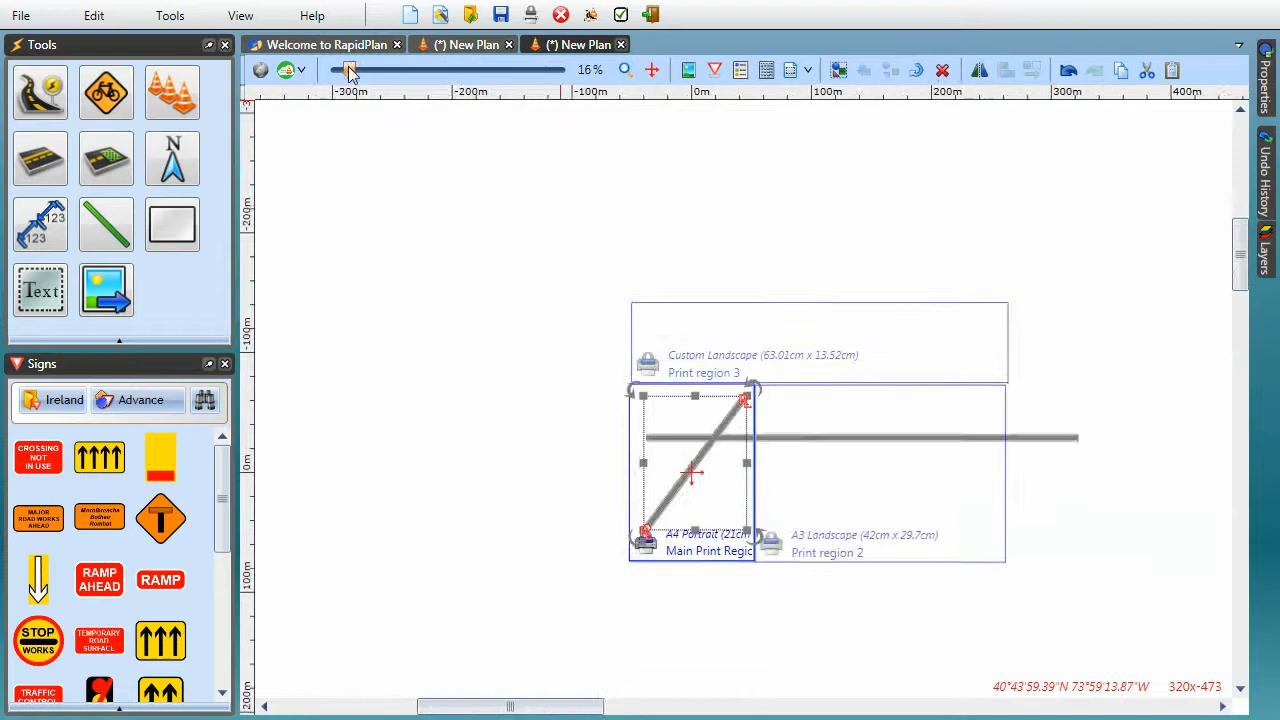 File Edit Tools View Help
Tools
Welcome to RapidPlan (*) New Plan (*) New Plan
16 %
-300m -200m -100m 0m 100m 200m 300m 400m
-200m
-100m
0m
100m
200m
N
123
123
Text
Signs
Ireland Advance
CROSSING
NOT
IN USE
MAJOR
ROAD WORKS
AHEAD
RAMP
AHEAD
RAMP
STOP
WORKS
TEMPORARY
ROAD
SURFACE
TRAFFIC
CONTROL
Custom Landscape (63.01cm x 13.52cm)
Print region 3
A4 Portrait (21cm
Main Print Regic
A3 Landscape (42cm x 29.7cm)
Print region 2
40°43'59.39"N 73°59'13.87"W 320x-473
Properties
Undo History
Layers